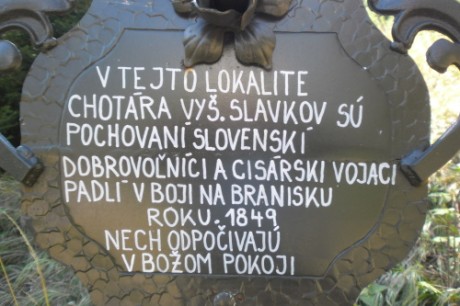 V TEJTO LOKALITE
CHOTÁRA VYŠ. SLAVKOV SÚ
POCHOVANÍ SLOVENSKÍ
DOBROVOĽNÍCI A CISÁRSKI VOJACI
PADLÍ V BOJI NA BRANISKU
ROKU. 1849
NECH ODPOČÍVAJÚ
V BOŽOM POKOJI